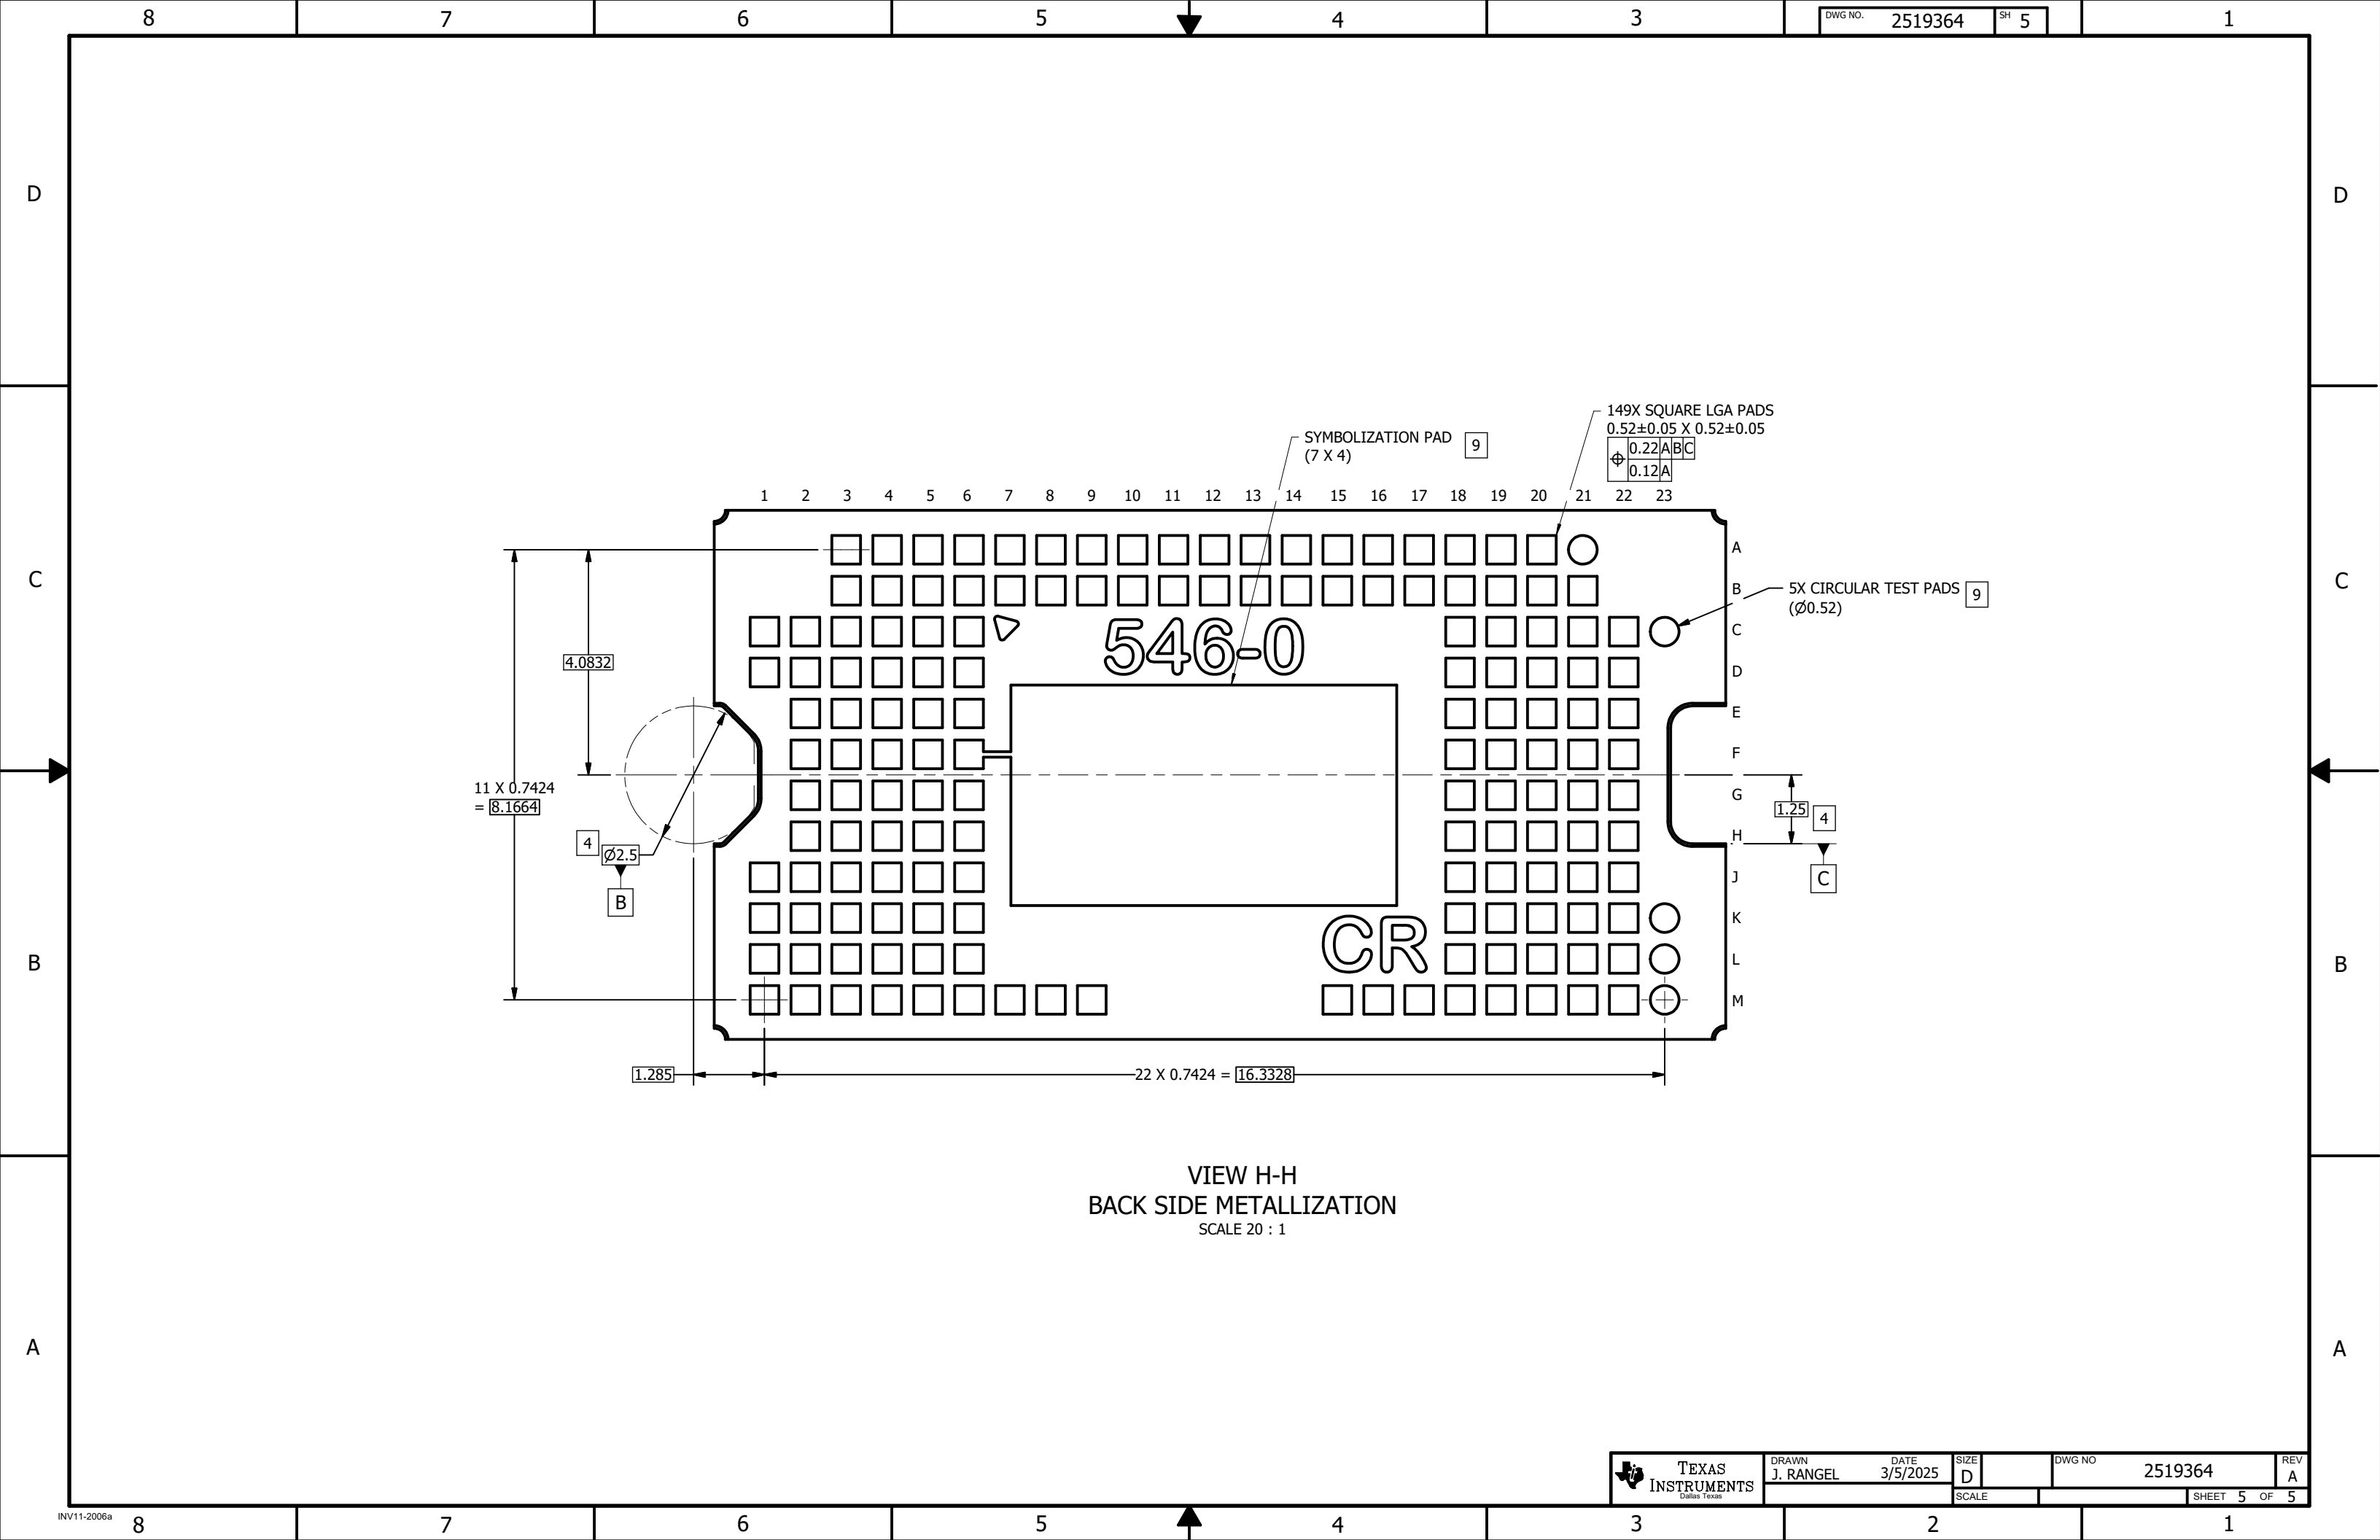 8 7 6 5 4 3 DWG NO. 2519364 SH 5 1
D D
149X SQUARE LGA PADS
0.52±0.05 X 0.52±0.05
0.22 A B C
0.12 A
SYMBOLIZATION PAD 9
(7 X 4)
1 2 3 4 5 6 7 8 9 10 11 12 13 14 15 16 17 18 19 20 21 22 23
A
C C
B
5X CIRCULAR TEST PADS 9
(Ø0.52)
C
546-0
4.0832
D
E
F
11 X 0.7424
= 8.1664
G
1.25 4
H
4 Ø2.5
J
C
B
K
CR
L
B B
M
1.285
22 X 0.7424 = 16.3328
VIEW H-H
BACK SIDE METALLIZATION
SCALE 20 : 1
A A
TEXAS
INSTRUMENTS
Dallas Texas
DRAWN DATE
J. RANGEL 3/5/2025
SIZE
D
DWG NO
2519364
REV
A
SCALE
SHEET 5 OF 5
INV11-2006a
8 7 6 5 4 3 2 1